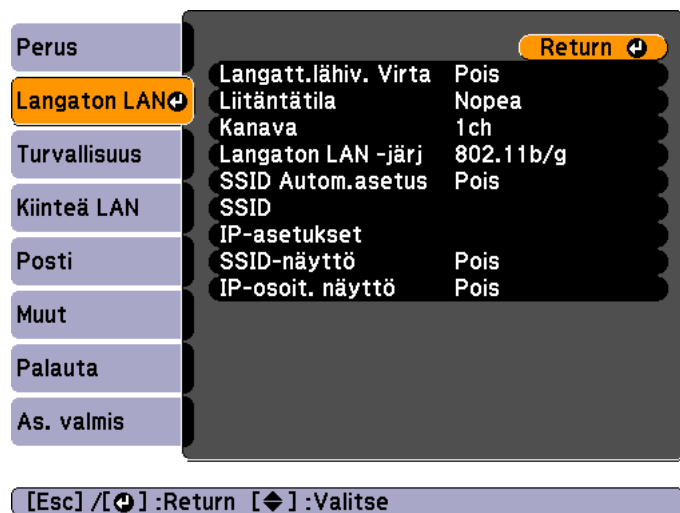 Perus
Langaton LAN
Turvallisuus
Kiinteä LAN
Posti
Muut
Palauta
As. valmis
Return
Langatt.lähiv. Virta Pois
Liitäntätila Nopea
Kanava 1ch
Langaton LAN -järj 802.11b/g
SSID Autom.asetus Pois
SSID
IP-asetukset
SSID-näyttö Pois
IP-osoit. näyttö Pois
[Esc] /[⏎] :Return [◆] :Valitse